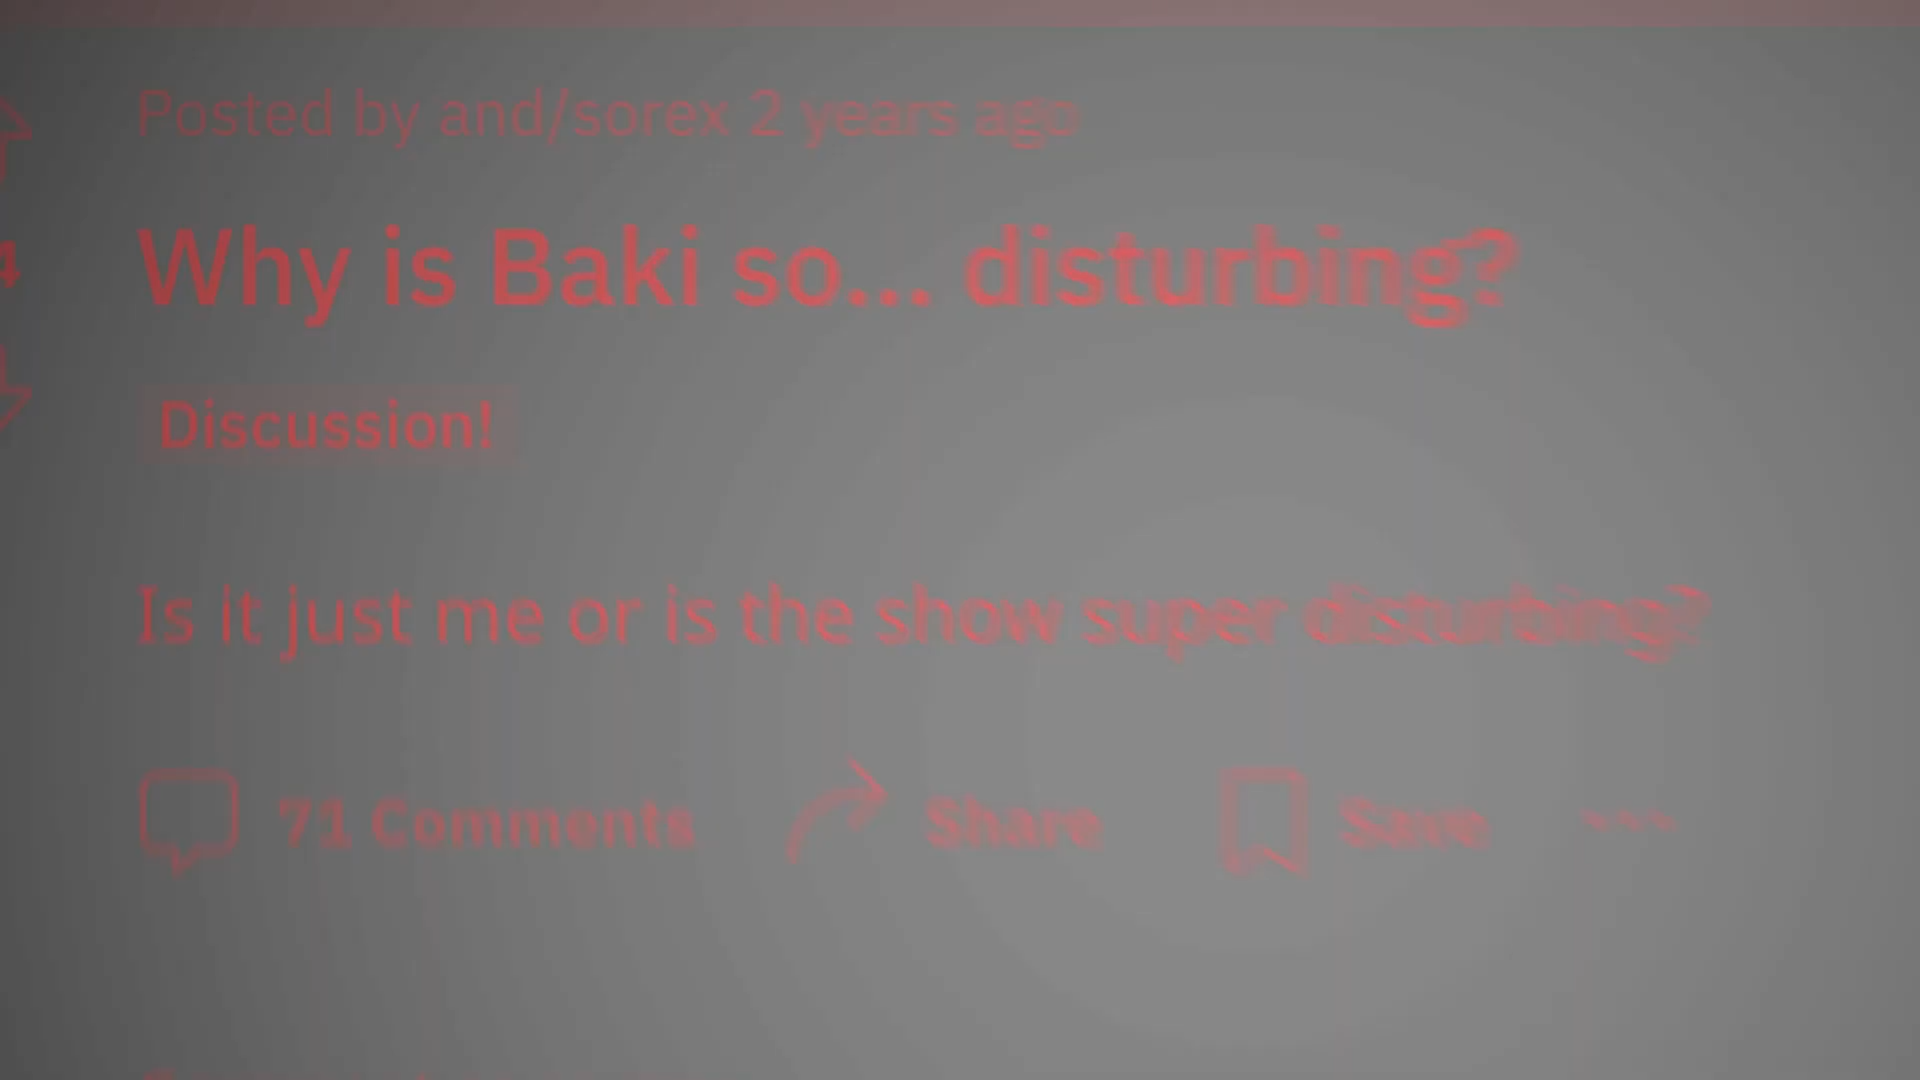 Posted by and/sorex 2 years ago
Why is Baki so... disturbing?
4
Discussion!
Is it just me or is the show super disturbing?
71 Comments Share Save